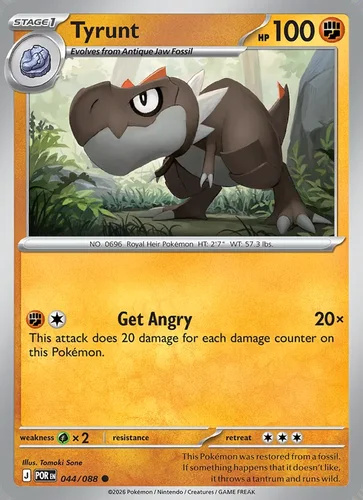 STAGE1 Tyrunt HP 100
Evolves from Antique Jaw Fossil
NO. 0696 Royal Heir Pokémon HT: 2'7" WT: 57.3 lbs.
Get Angry 20×
This attack does 20 damage for each damage counter on
this Pokémon.
weakness ×2 resistance retreat
Illus. Tomoki Sone
J POR EN 044/088
This Pokémon was restored from a fossil.
If something happens that it doesn't like,
it throws a tantrum and runs wild.
©2026 Pokémon / Nintendo / Creatures / GAME FREAK